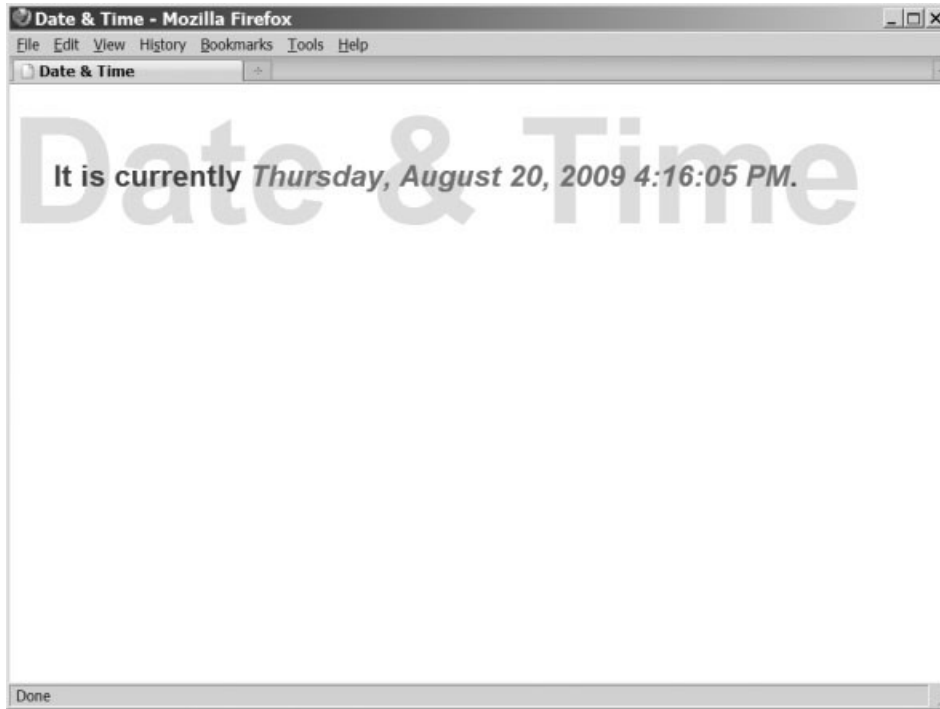 Date & Time - Mozilla Firefox
File Edit View History Bookmarks Tools Help
Date & Time
Date & Time
It is currently Thursday, August 20, 2009 4:16:05 PM.
Done